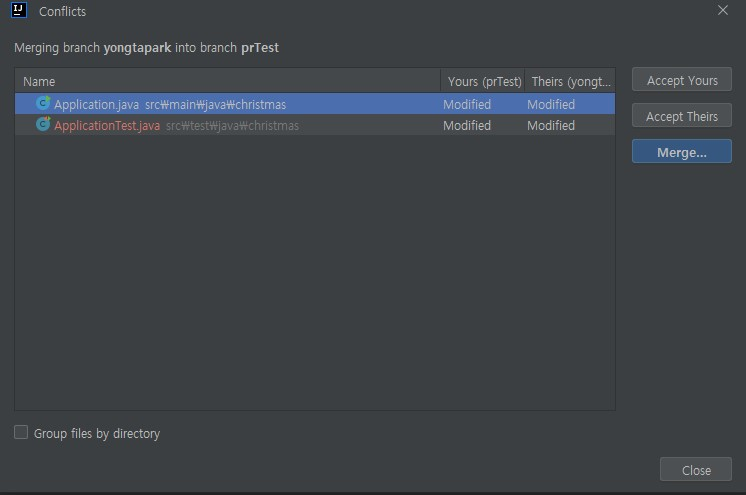 IJ Conflicts
Merging branch yongtapark into branch prTest
Name Yours (prTest) Theirs (yongt...
Application.java src₩main₩java₩christmas Modified Modified
ApplicationTest.java src₩test₩java₩christmas Modified Modified
Accept Yours
Accept Theirs
Merge...
Group files by directory
Close